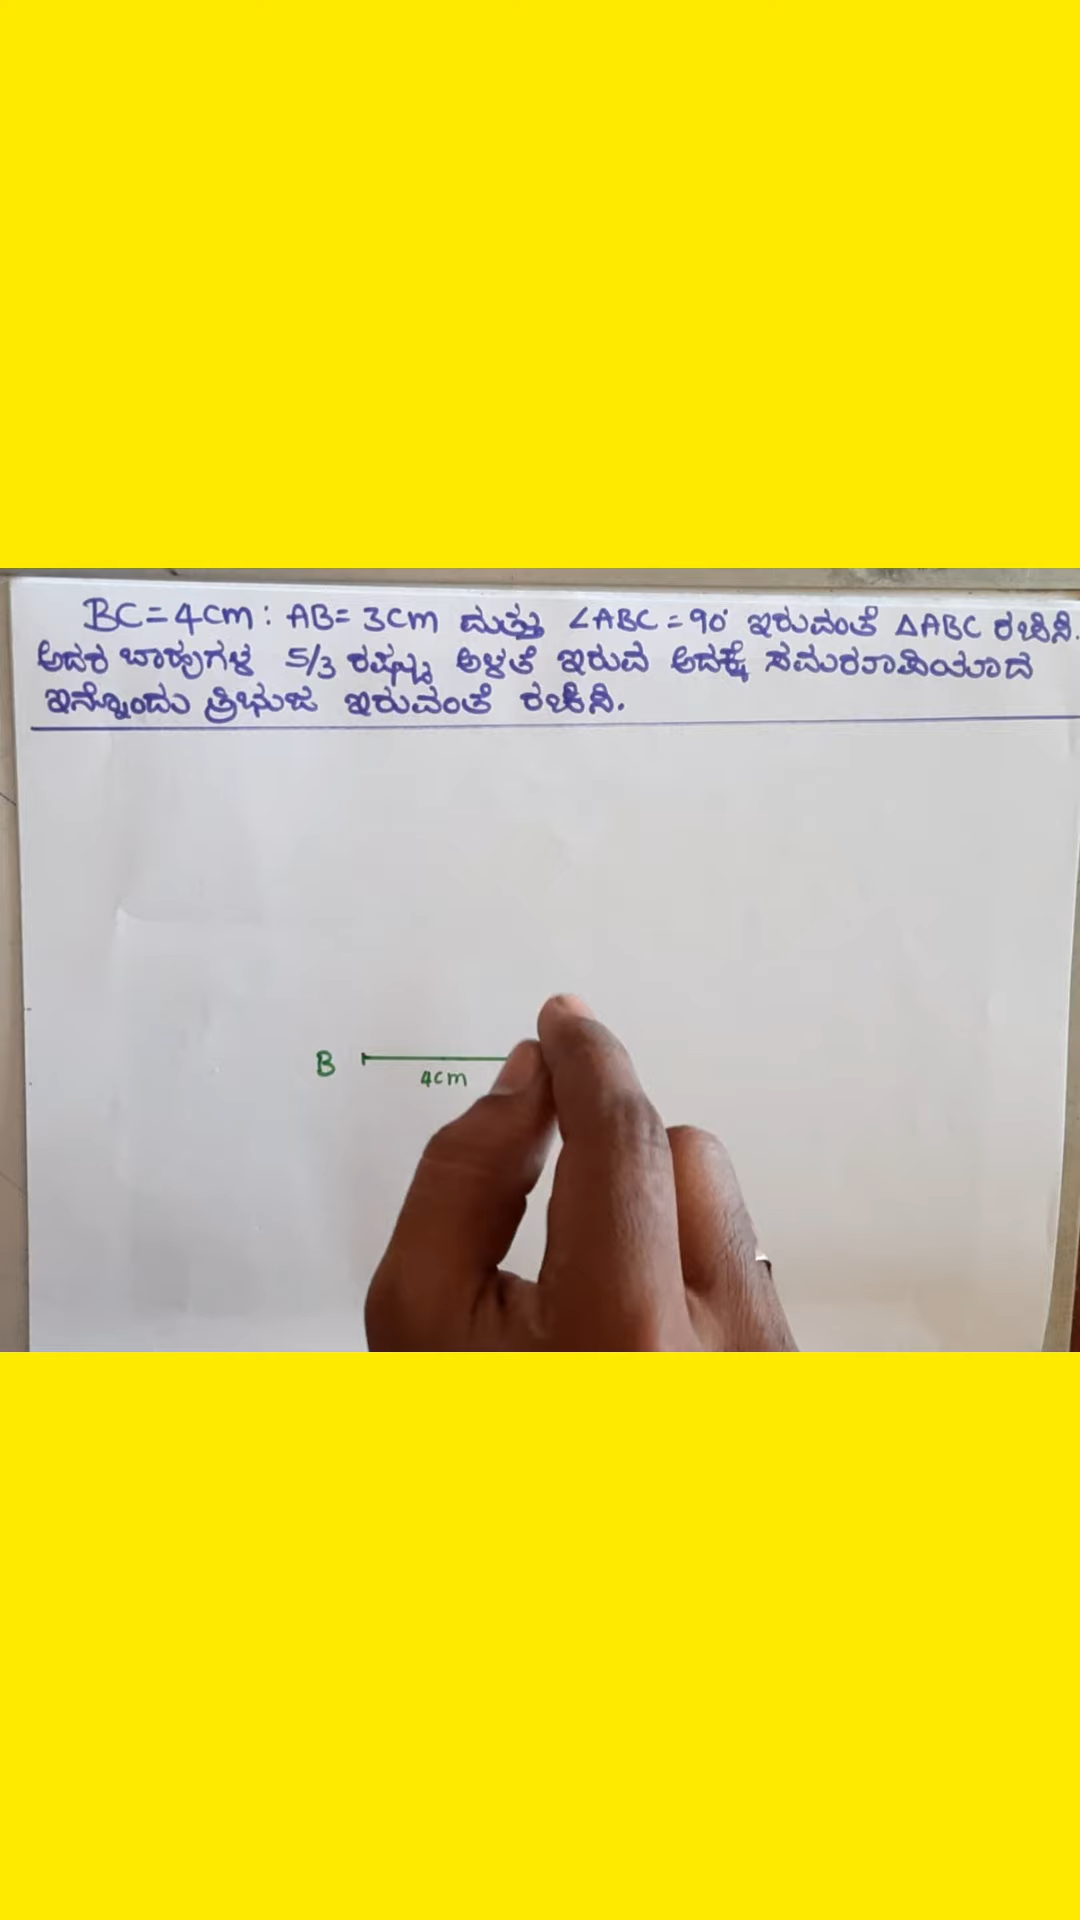 BC=4cm: AB= 3cm ಮತ್ತು ∠ABC=90° ಇರುವಂತೆ ΔABC ರಚಿಸಿ.
ಅದರ ಬಾಹುಗಳ 5/3 ರಷ್ಟು ಅಳತೆ ಇರುವ ಅದಕ್ಕೆ ಸಮರೂಪಿಯಾದ
ಇನ್ನೊಂದು ತ್ರಿಭುಜ ಇರುವಂತೆ ರಚಿಸಿ.
B
4cm